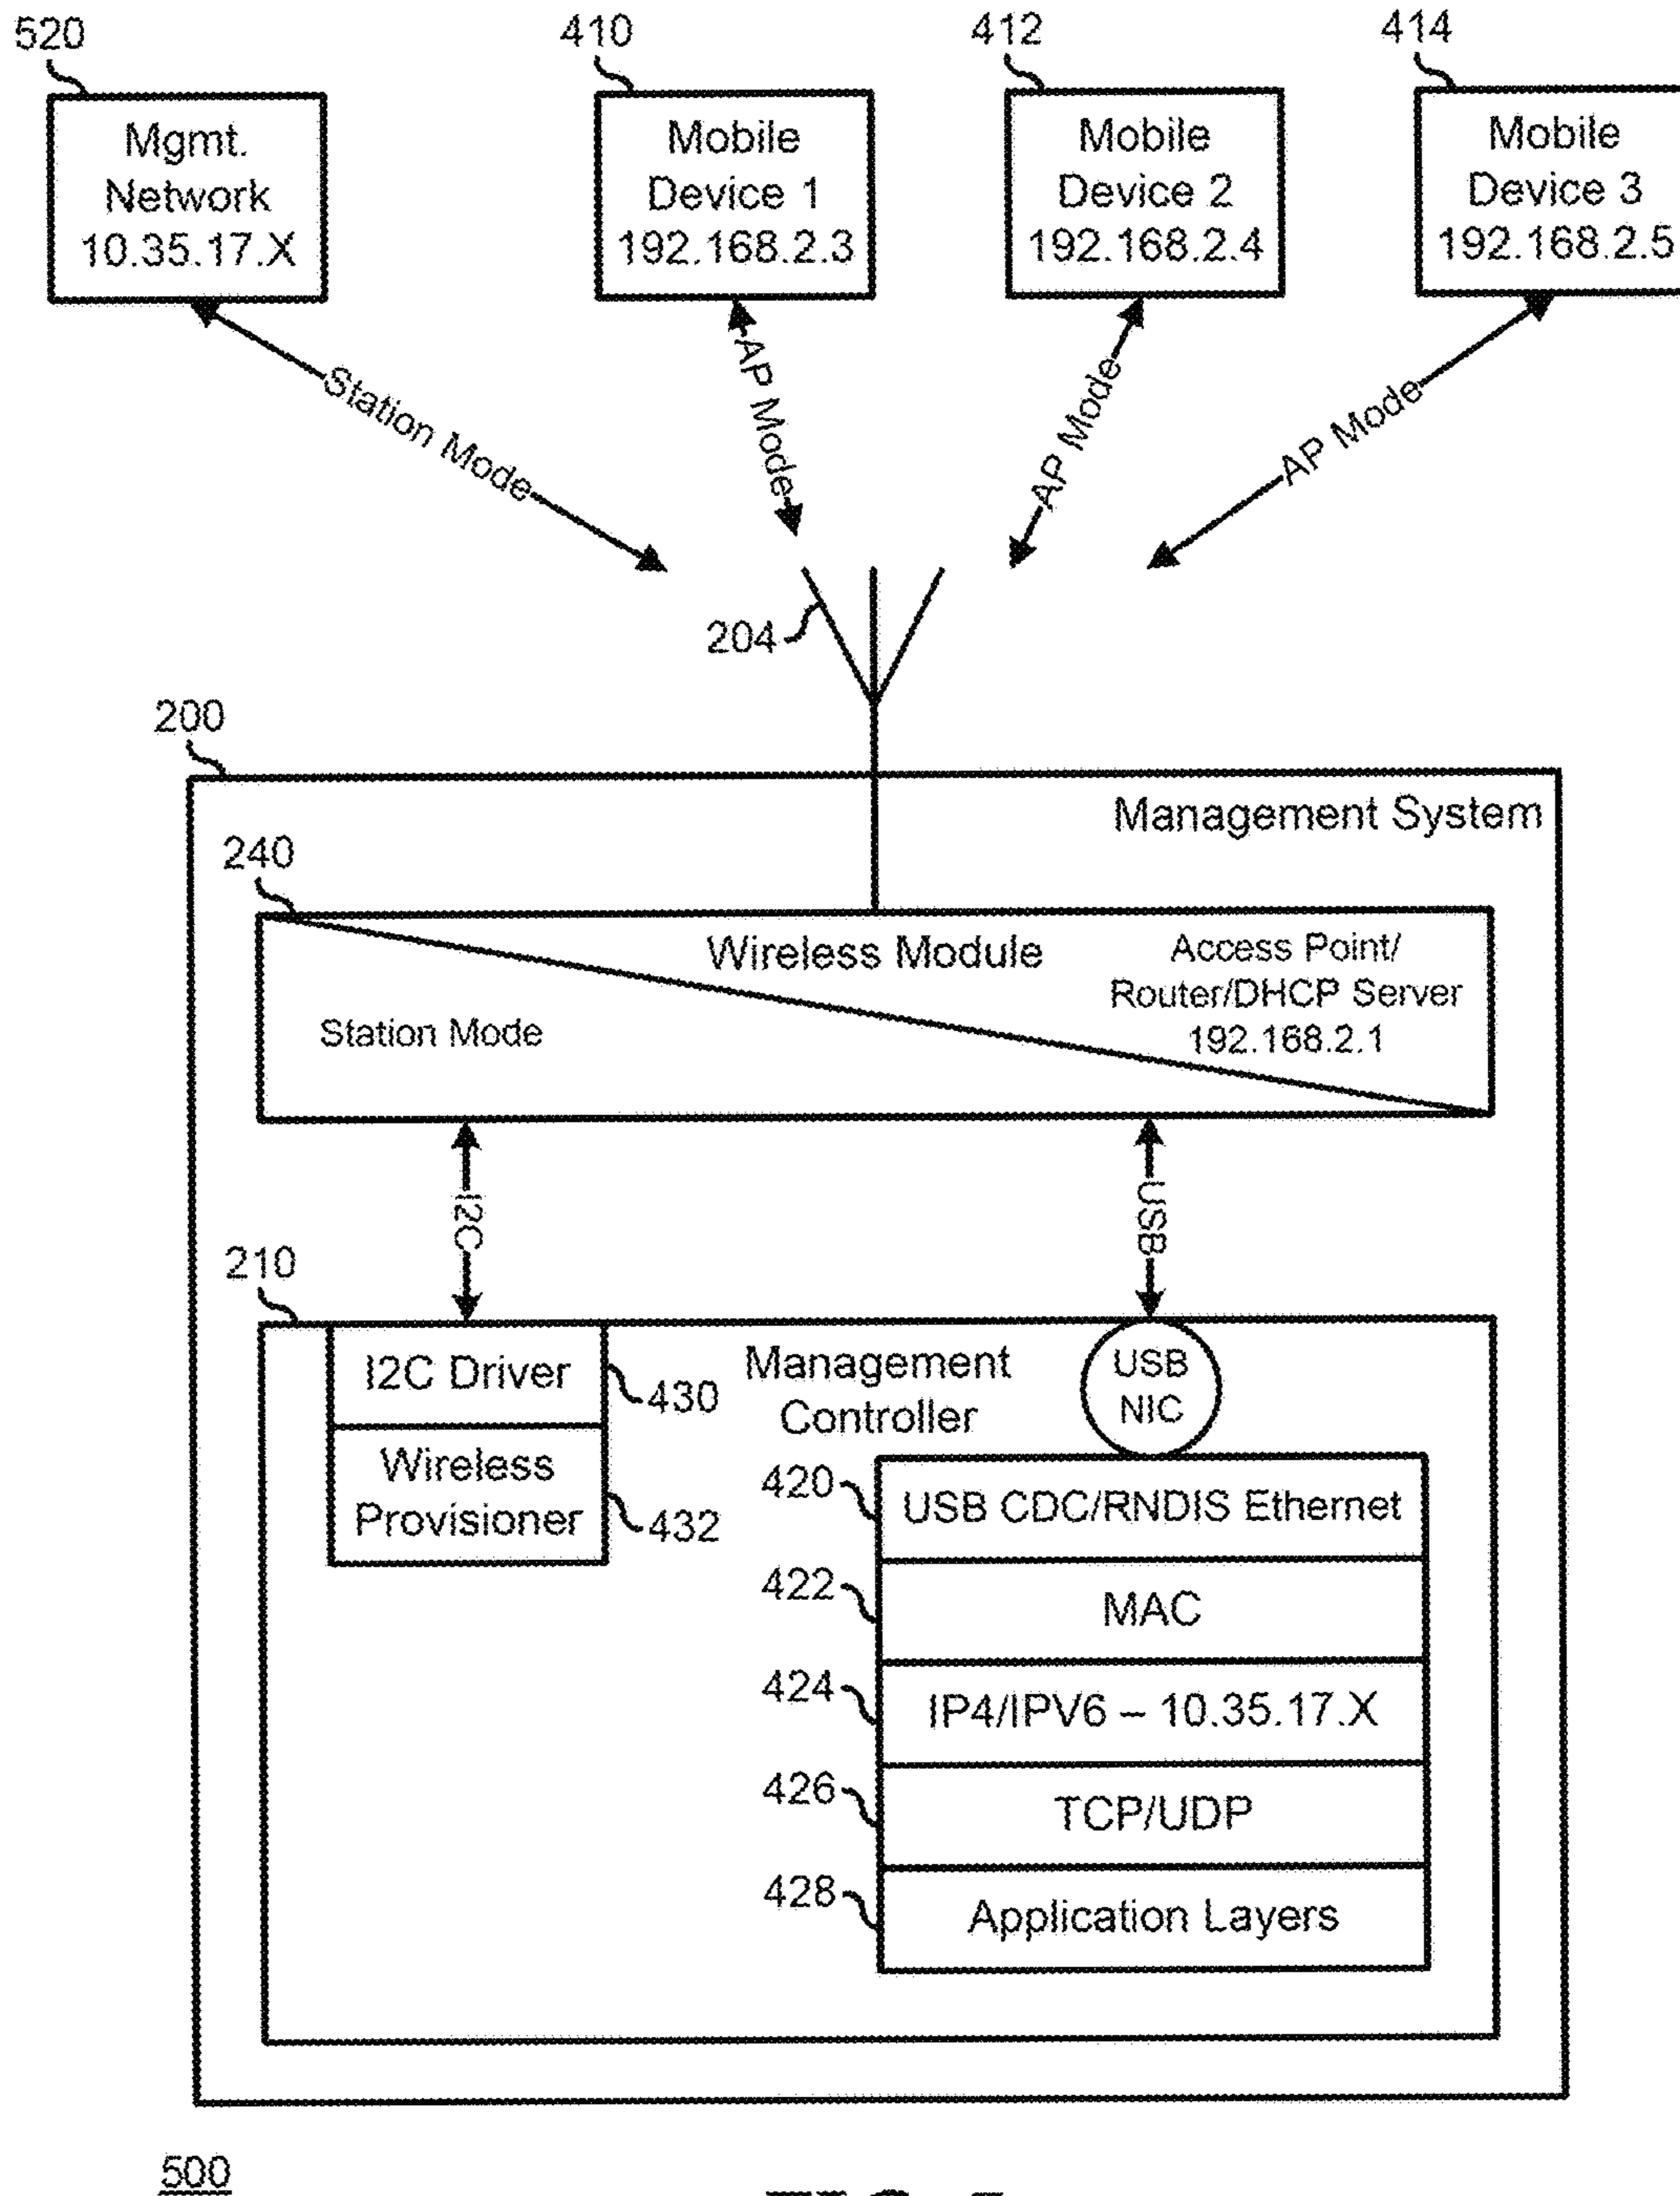 520
410
412
414
Mgmt.
Network
10.35.17.X
Mobile
Device 1
192.168.2.3
Mobile
Device 2
192.168.2.4
Mobile
Device 3
192.168.2.5
Station Mode
AP Mode
AP Mode
AP Mode
204
200
Management System
240
Wireless Module
Access Point/
Router/DHCP Server
192.168.2.1
Station Mode
I2C
USB
210
I2C Driver
430
Wireless
Provisioner
432
Management
Controller
USB
NIC
420
USB CDC/RNDIS Ethernet
422
MAC
424
IP4/IPV6 – 10.35.17.X
426
TCP/UDP
428
Application Layers
500